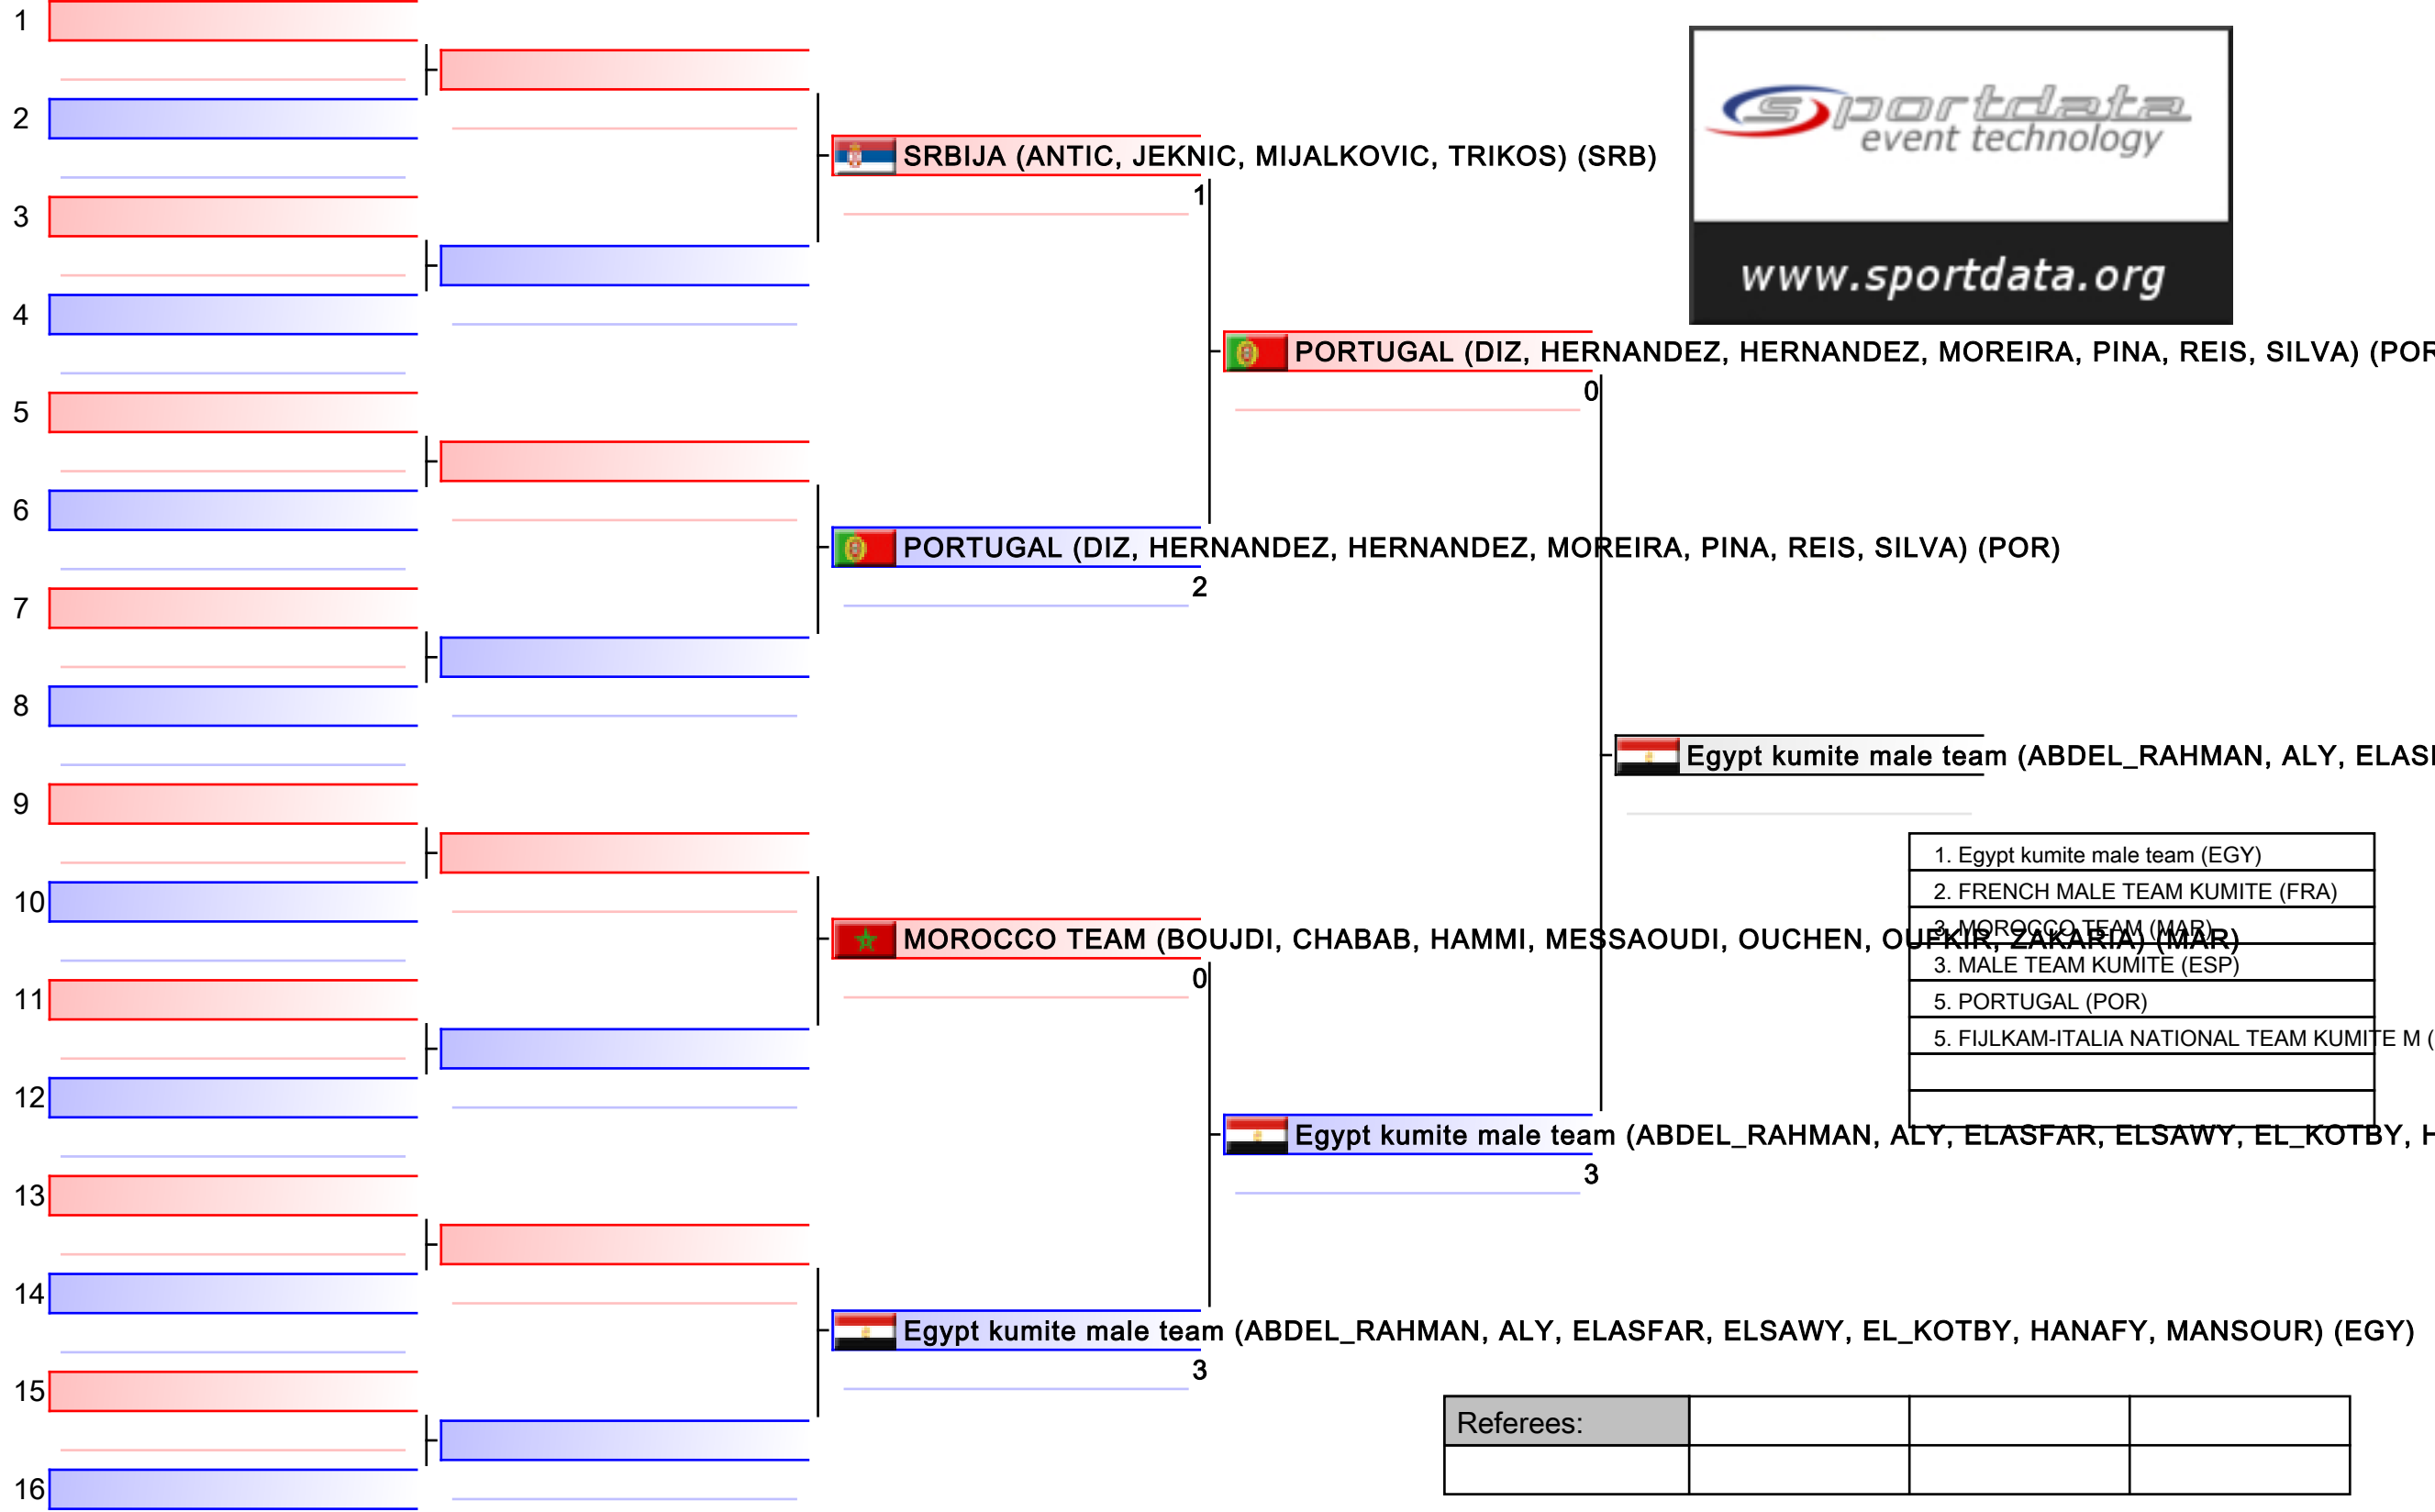 1
2
3
4
5
6
7
8
9
10
11
12
13
14
15
16
SRBIJA (ANTIC, JEKNIC, MIJALKOVIC, TRIKOS) (SRB)
1
PORTUGAL (DIZ, HERNANDEZ, HERNANDEZ, MOREIRA, PINA, REIS, SILVA) (POR)
2
MOROCCO TEAM (BOUJDI, CHABAB, HAMMI, MESSAOUDI, OUCHEN, OUFKIR, ZAKARIA) (MAR)
0
Egypt kumite male team (ABDEL_RAHMAN, ALY, ELASFAR, ELSAWY, EL_KOTBY, HANAFY, MANSOUR) (EGY)
3
PORTUGAL (DIZ, HERNANDEZ, HERNANDEZ, MOREIRA, PINA, REIS, SILVA) (POR
0
Egypt kumite male team (ABDEL_RAHMAN, ALY, ELASFAR, ELSAWY, EL_KOTBY, H
3
Egypt kumite male team (ABDEL_RAHMAN, ALY, ELAS
sportdata
event technology
www.sportdata.org
1. Egypt kumite male team (EGY)
2. FRENCH MALE TEAM KUMITE (FRA)
3. MOROCCO TEAM (MAR)
3. MALE TEAM KUMITE (ESP)
5. PORTUGAL (POR)
5. FIJLKAM-ITALIA NATIONAL TEAM KUMITE M (
Referees: